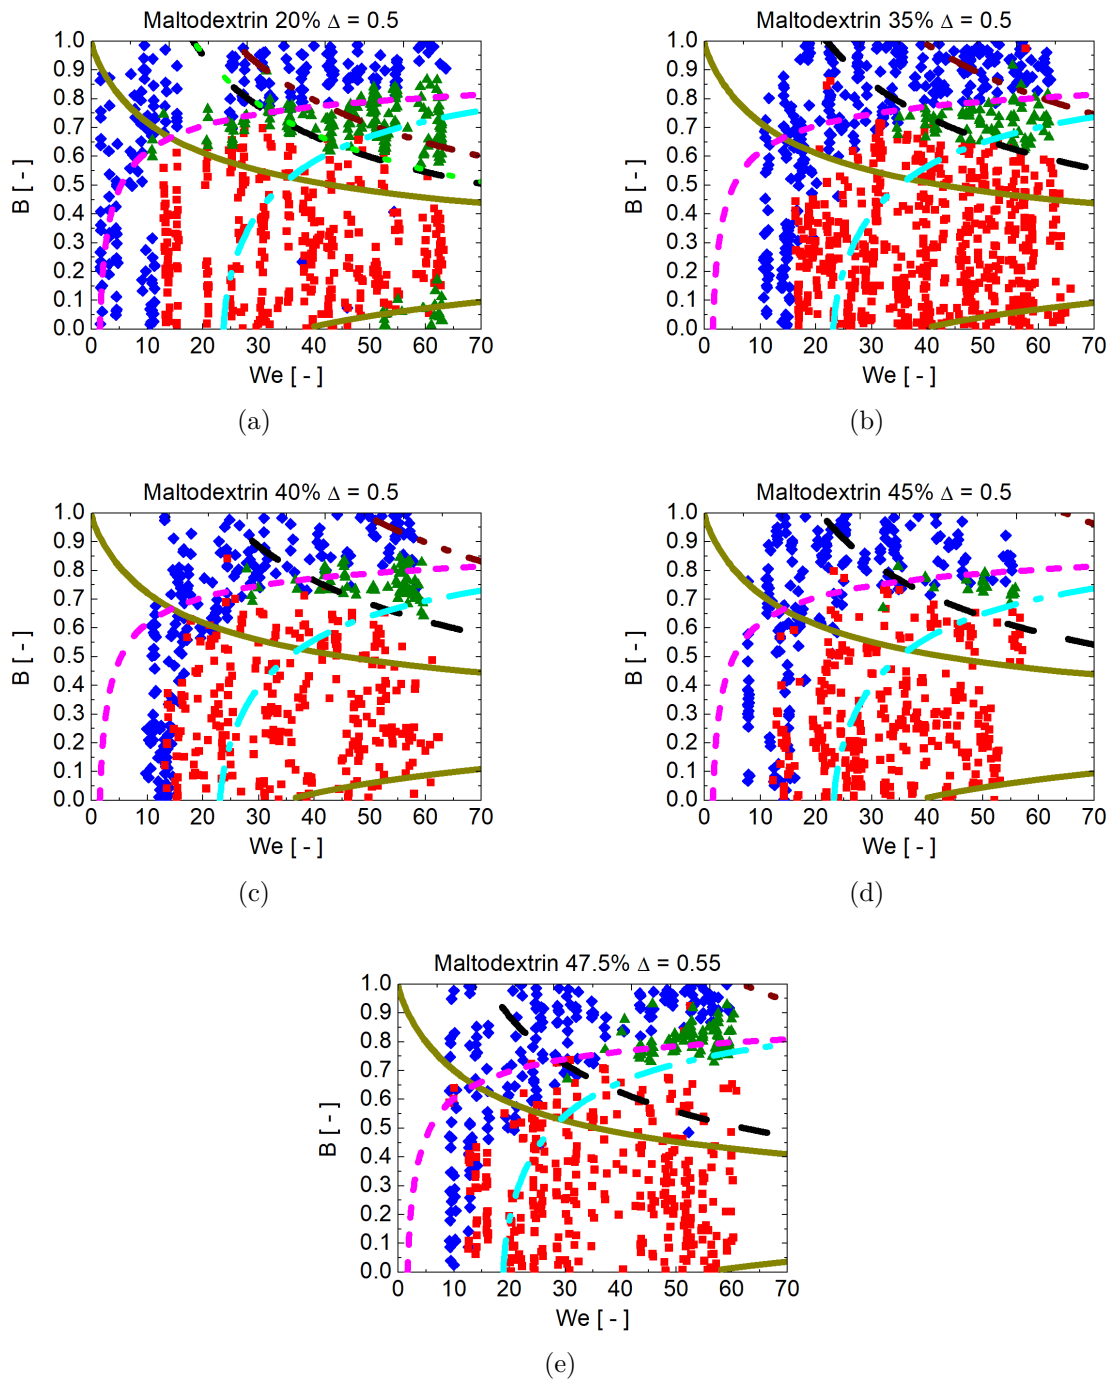 Maltodextrin 20% Δ = 0.5
1.0
0.9
0.8
0.7
0.6
0.5
0.4
0.3
0.2
0.1
0.0
B [ - ]
0 10 20 30 40 50 60 70
We [ - ]
(a)
Maltodextrin 35% Δ = 0.5
1.0
0.9
0.8
0.7
0.6
0.5
0.4
0.3
0.2
0.1
0.0
B [ - ]
0 10 20 30 40 50 60 70
We [ - ]
(b)
Maltodextrin 40% Δ = 0.5
1.0
0.9
0.8
0.7
0.6
0.5
0.4
0.3
0.2
0.1
0.0
B [ - ]
0 10 20 30 40 50 60 70
We [ - ]
(c)
Maltodextrin 45% Δ = 0.5
1.0
0.9
0.8
0.7
0.6
0.5
0.4
0.3
0.2
0.1
0.0
B [ - ]
0 10 20 30 40 50 60 70
We [ - ]
(d)
Maltodextrin 47.5% Δ = 0.55
1.0
0.9
0.8
0.7
0.6
0.5
0.4
0.3
0.2
0.1
0.0
B [ - ]
0 10 20 30 40 50 60 70
We [ - ]
(e)